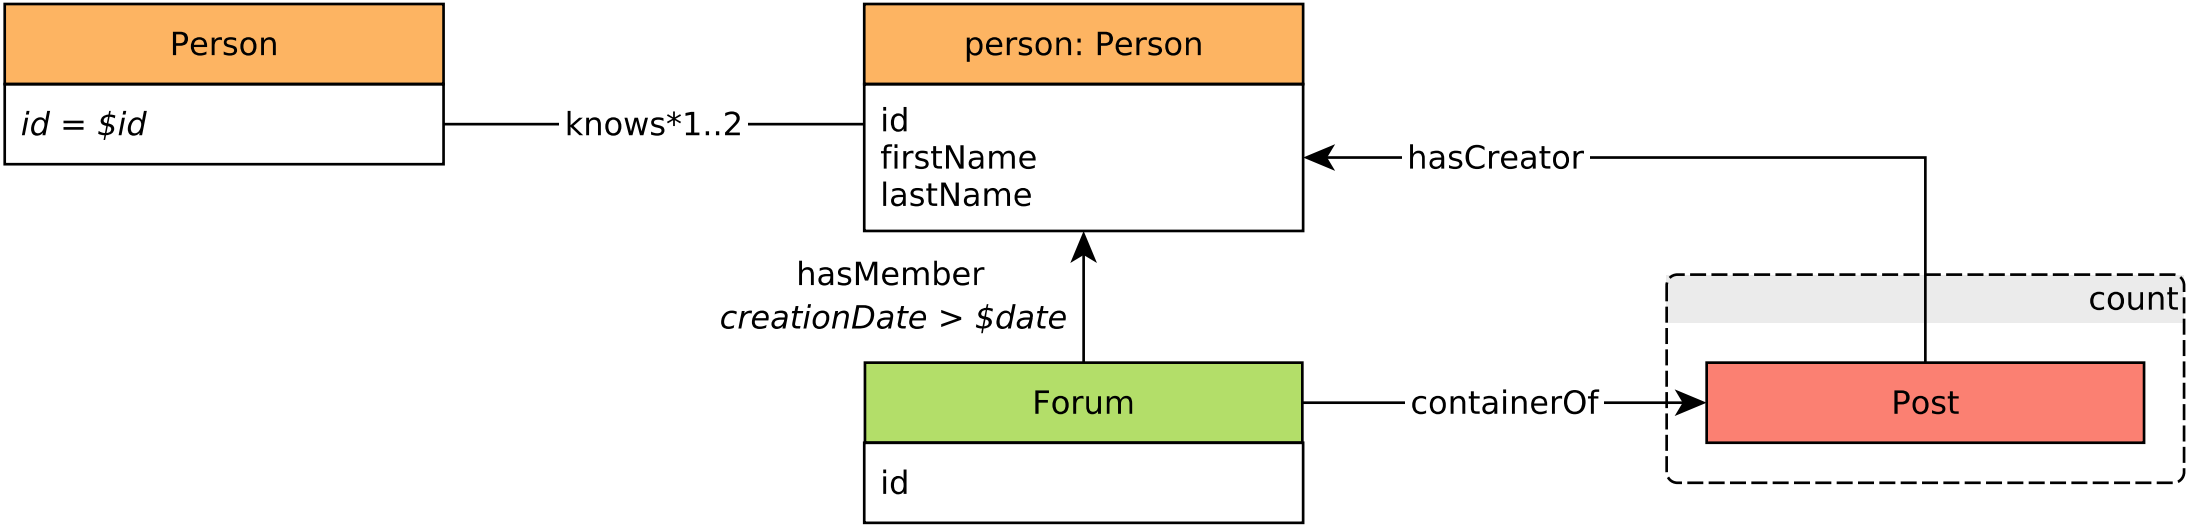 Person
id = $id
knows*1..2
person: Person
id
firstName
lastName
hasCreator
hasMember
creationDate > $date
count
Forum
id
containerOf
Post